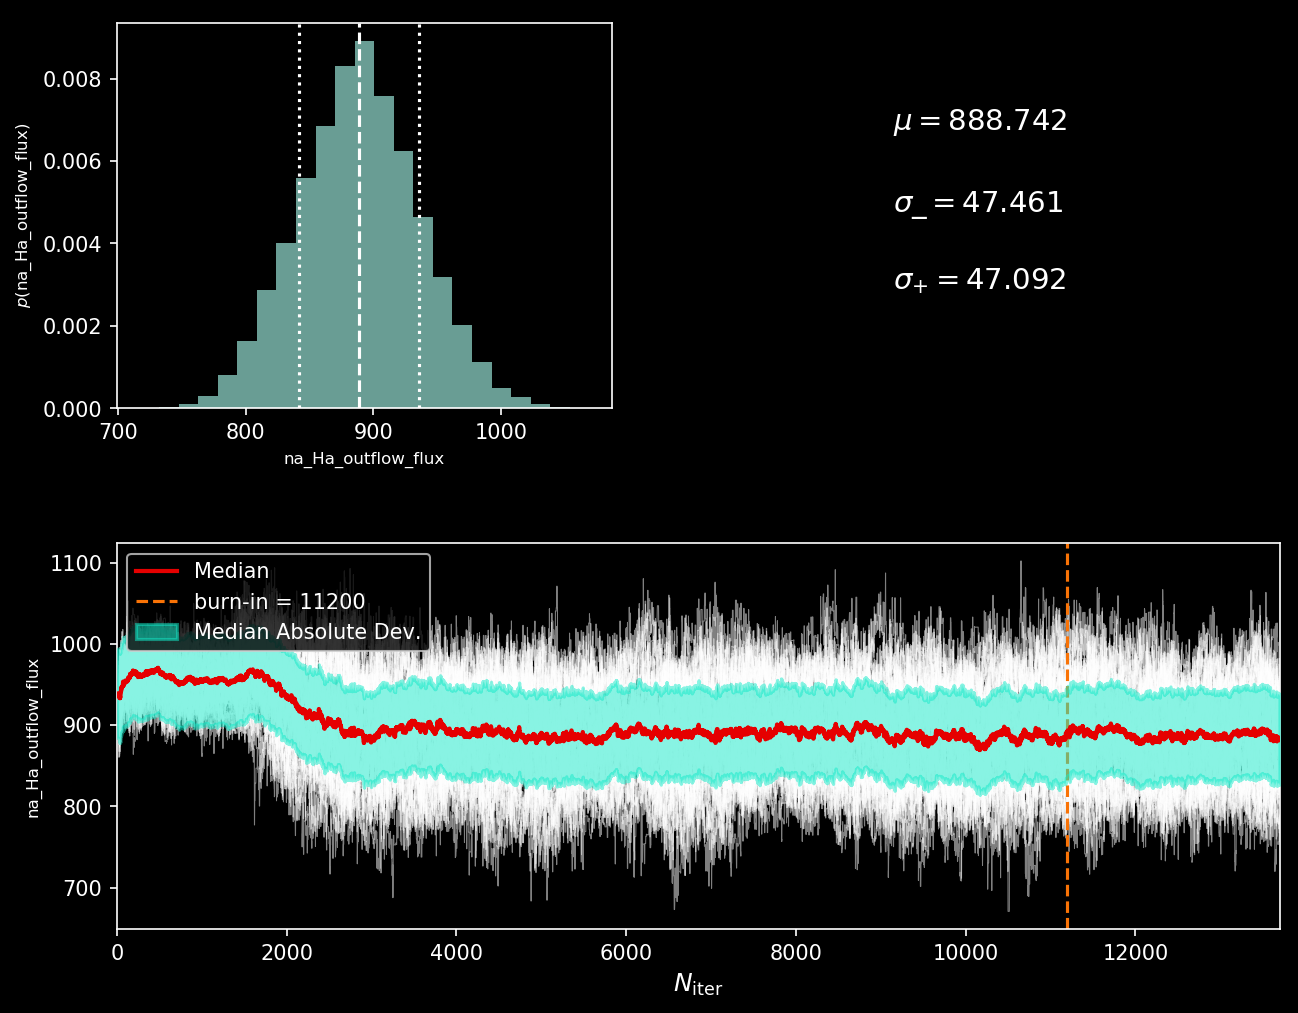 0.008
0.006
0.004
0.002
0.000
p(na_Ha_outflow_flux)
700 800 900 1000
na_Ha_outflow_flux
μ = 888.742
σ₋ = 47.461
σ₊ = 47.092
1100
1000
900
800
700
na_Ha_outflow_flux
Median
burn-in = 11200
Median Absolute Dev.
0 2000 4000 6000 8000 10000 12000
N_iter